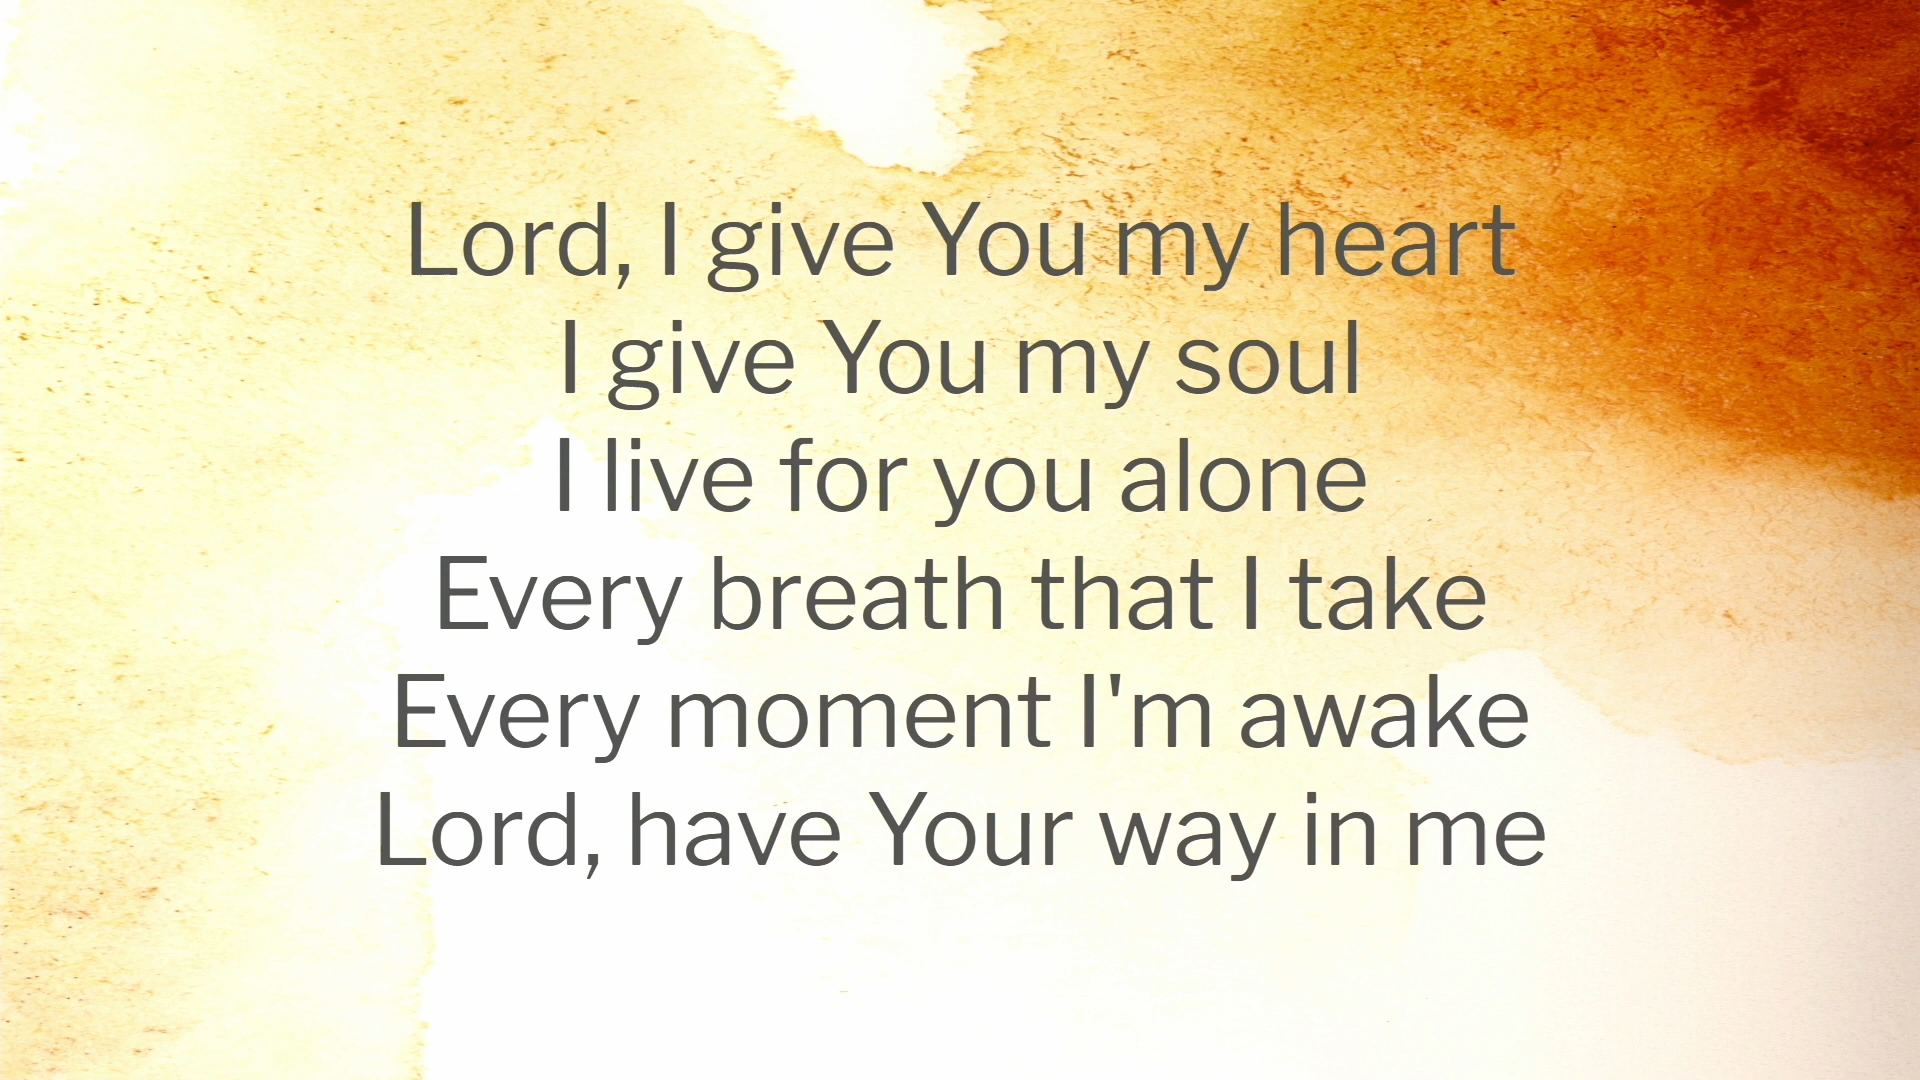 Lord, I give You my heart
I give You my soul
I live for you alone
Every breath that I take
Every moment I'm awake
Lord, have Your way in me